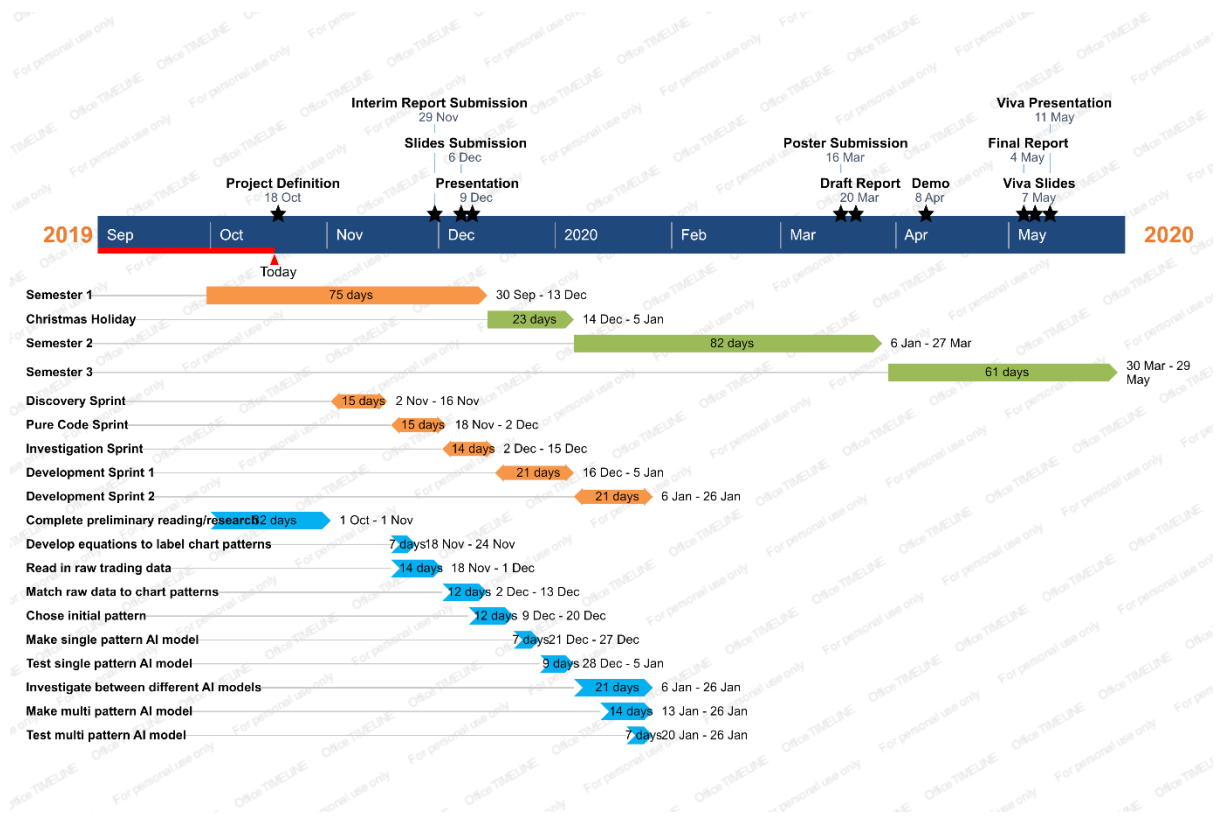 Interim Report Submission
29 Nov
Viva Presentation
11 May
Slides Submission
6 Dec
Poster Submission
16 Mar
Final Report
4 May
Project Definition
18 Oct
Presentation
9 Dec
Draft Report
20 Mar
Demo
8 Apr
Viva Slides
7 May
2019 Sep Oct Nov Dec 2020 Feb Mar Apr May 2020
Today
Semester 1 75 days 30 Sep - 13 Dec
Christmas Holiday 23 days 14 Dec - 5 Jan
Semester 2 82 days 6 Jan - 27 Mar
Semester 3 61 days 30 Mar - 29
May
Discovery Sprint 15 days 2 Nov - 16 Nov
Pure Code Sprint 15 days 18 Nov - 2 Dec
Investigation Sprint 14 days 2 Dec - 15 Dec
Development Sprint 1 21 days 16 Dec - 5 Jan
Development Sprint 2 21 days 6 Jan - 26 Jan
Complete preliminary reading/research 32 days 1 Oct - 1 Nov
Develop equations to label chart patterns 7 days 18 Nov - 24 Nov
Read in raw trading data 14 days 18 Nov - 1 Dec
Match raw data to chart patterns 12 days 2 Dec - 13 Dec
Chose initial pattern 12 days 9 Dec - 20 Dec
Make single pattern AI model 7 days 21 Dec - 27 Dec
Test single pattern AI model 9 days 28 Dec - 5 Jan
Investigate between different AI models 21 days 6 Jan - 26 Jan
Make multi pattern AI model 14 days 13 Jan - 26 Jan
Test multi pattern AI model 7 days 20 Jan - 26 Jan
Office TIMELINE
For personal use only